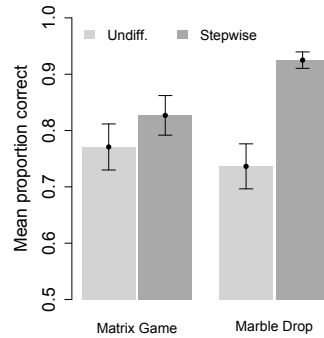 Undiff. Stepwise
Mean proportion correct
1.0
0.9
0.8
0.7
0.6
0.5
Matrix Game Marble Drop